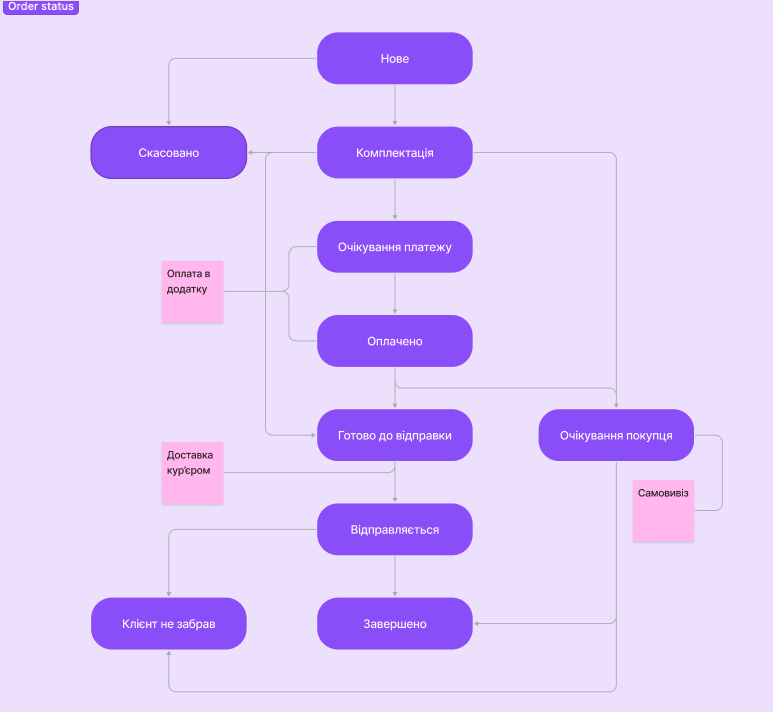 Order status
Нове
Скасовано
Комплектація
Очікування платежу
Оплата в
додатку
Оплачено
Готово до відправки
Очікування покупця
Доставка
кур'єром
Самовивіз
Відправляється
Клієнт не забрав
Завершено